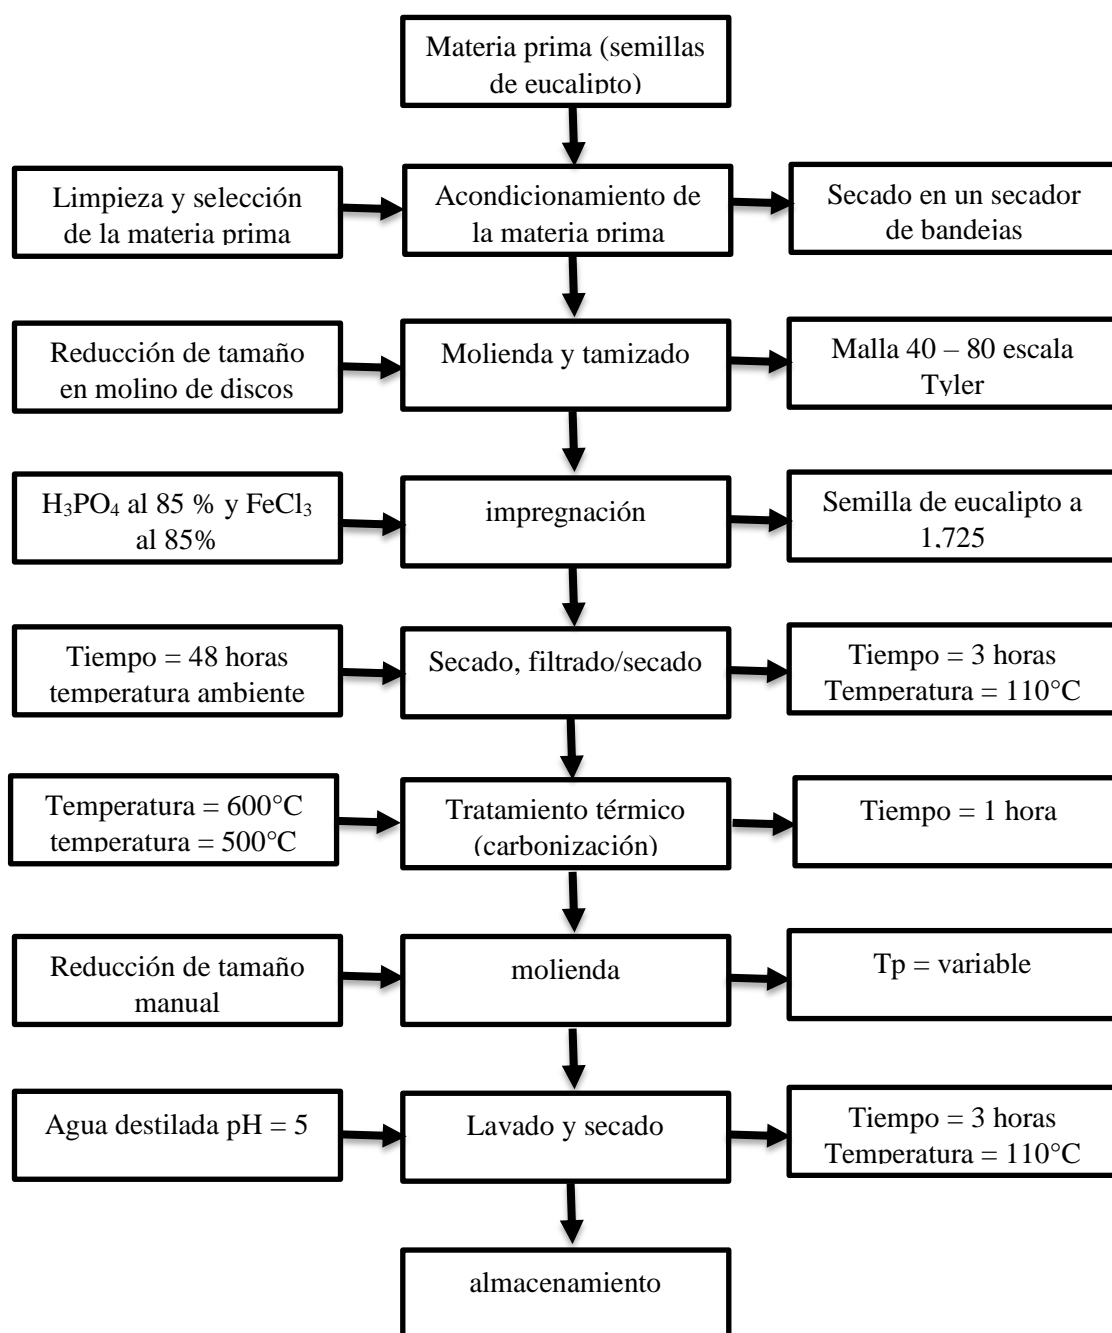 Materia prima (semillas
de eucalipto)
Limpieza y selección
de la materia prima
Acondicionamiento de
la materia prima
Secado en un secador
de bandejas
Reducción de tamaño
en molino de discos
Molienda y tamizado
Malla 40 – 80 escala
Tyler
H₃PO₄ al 85 % y FeCl₃
al 85%
impregnación
Semilla de eucalipto a
1,725
Tiempo = 48 horas
temperatura ambiente
Secado, filtrado/secado
Tiempo = 3 horas
Temperatura = 110°C
Temperatura = 600°C
temperatura = 500°C
Tratamiento térmico
(carbonización)
Tiempo = 1 hora
Reducción de tamaño
manual
molienda
Tp = variable
Agua destilada pH = 5
Lavado y secado
Tiempo = 3 horas
Temperatura = 110°C
almacenamiento